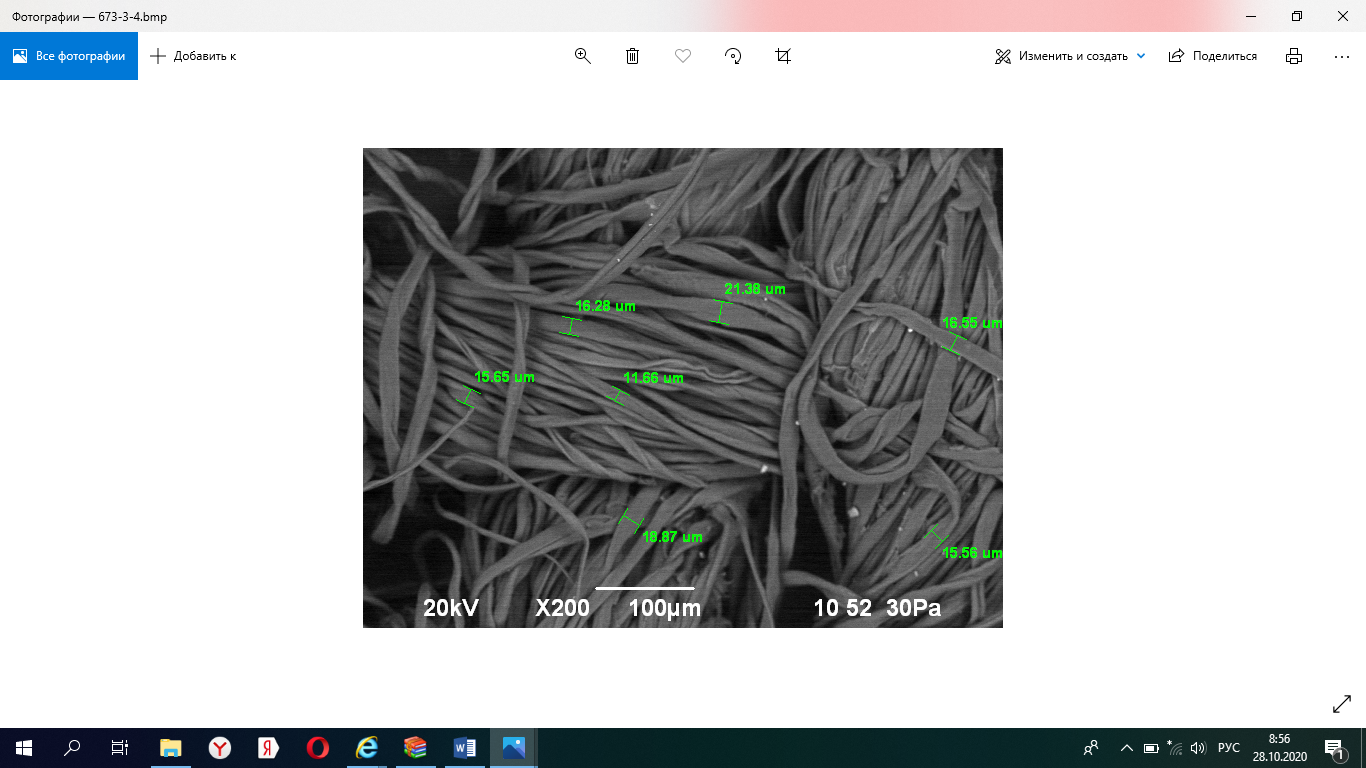 Фотографии — 673-3-4.bmp
Все фотографии
Добавить к
Изменить и создать
Поделиться
21.38 um
16.28 um
16.55 um
15.65 um
11.66 um
18.87 um
15.56 um
20kV X200 100µm 10 52 30Pa
РУС
8:56
28.10.2020
1